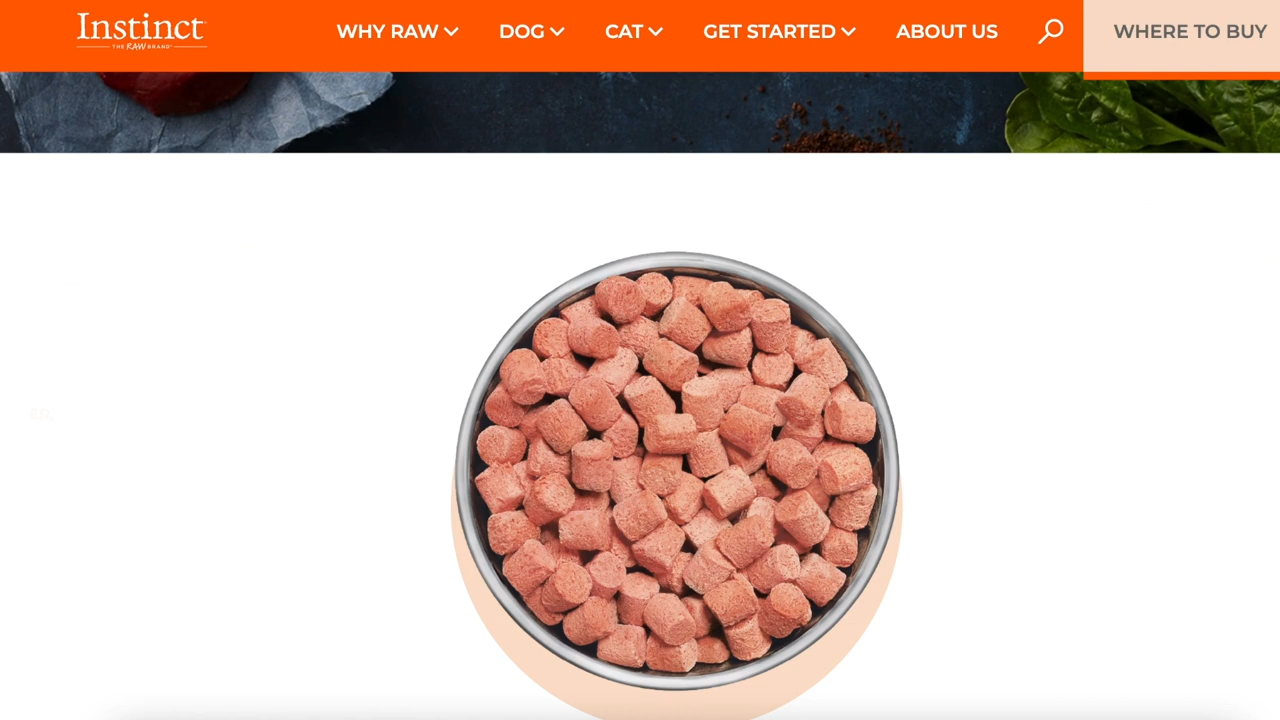 Instinct
THE RAW BRAND
WHY RAW
DOG
CAT
GET STARTED
ABOUT US
WHERE TO BUY